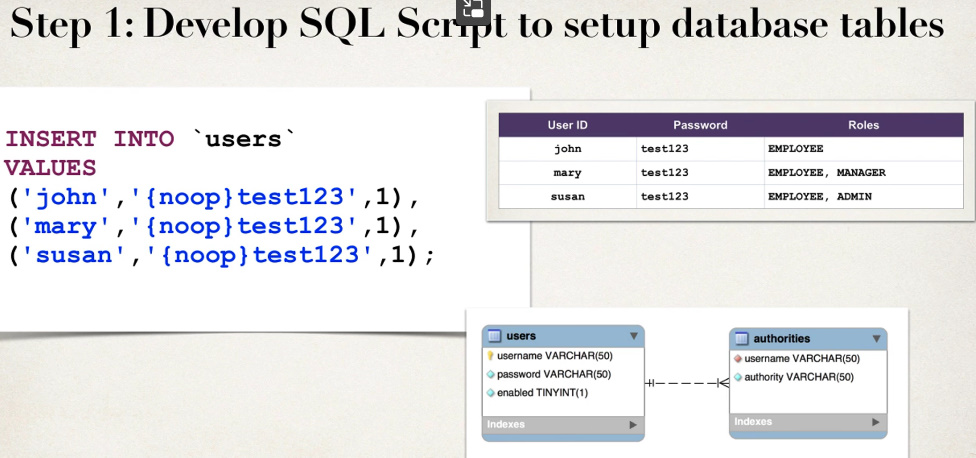 Step 1: Develop SQL Script to setup database tables
INSERT INTO `users`
VALUES
('john','{noop}test123',1),
('mary','{noop}test123',1),
('susan','{noop}test123',1);
User ID Password Roles
john test123 EMPLOYEE
mary test123 EMPLOYEE, MANAGER
susan test123 EMPLOYEE, ADMIN
users
username VARCHAR(50)
password VARCHAR(50)
enabled TINYINT(1)
Indexes
authorities
username VARCHAR(50)
authority VARCHAR(50)
Indexes